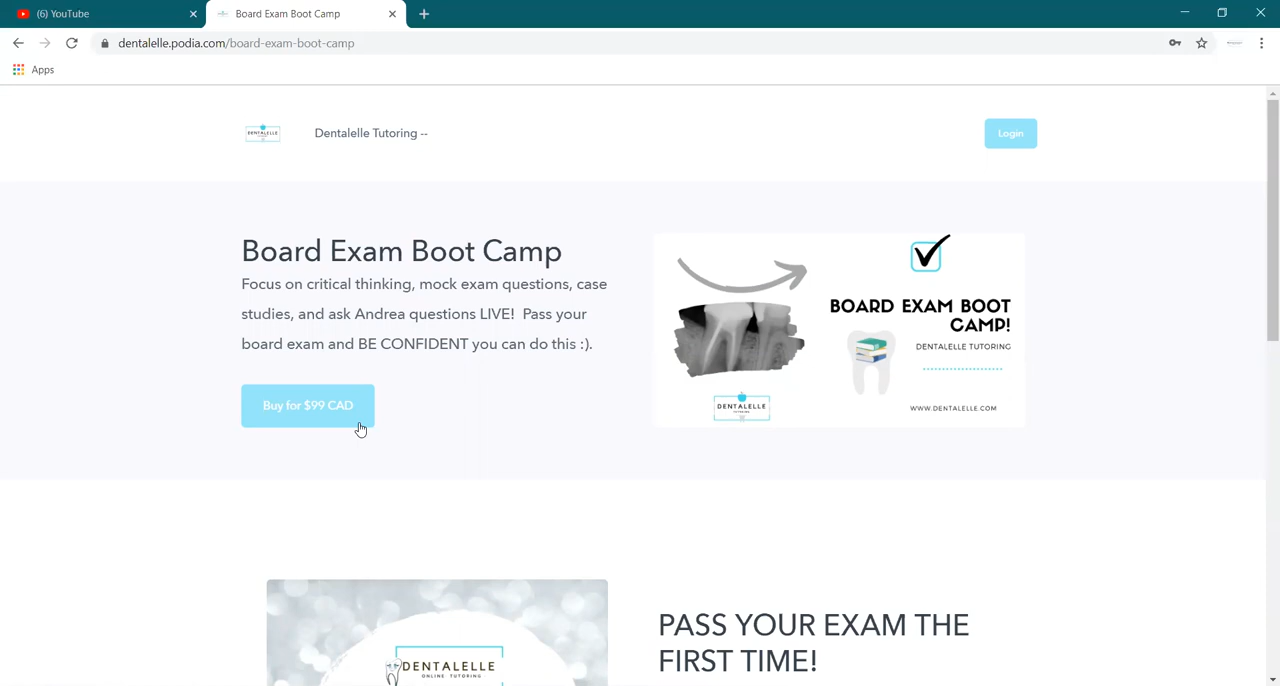 (6) YouTube
Board Exam Boot Camp
dentalelle.podia.com/board-exam-boot-camp
Apps
DENTALELLE
Dentalelle Tutoring --
Login
Board Exam Boot Camp
Focus on critical thinking, mock exam questions, case
studies, and ask Andrea questions LIVE!  Pass your
board exam and BE CONFIDENT you can do this :).
Buy for $99 CAD
BOARD EXAM BOOT
CAMP!
DENTALELLE TUTORING
DENTALELLE
TUTORING
WWW.DENTALELLE.COM
DENTALELLE
ONLINE TUTORING
PASS YOUR EXAM THE
FIRST TIME!